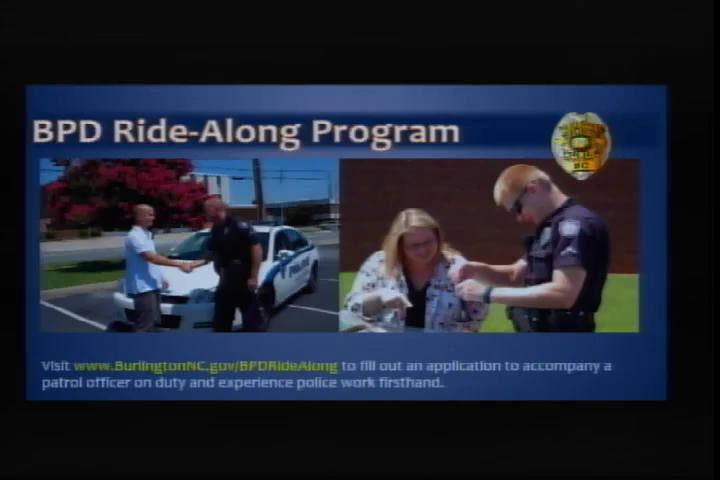 BPD Ride-Along Program
POLICE
Visit www.BurlingtonNC.gov/BPDRideAlong to fill out an application to accompany a
patrol officer on duty and experience police work firsthand.